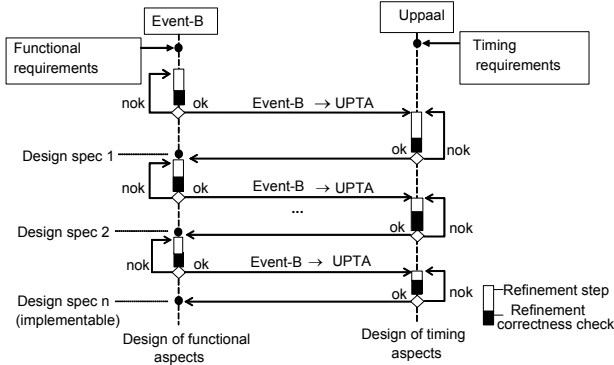 Event-B
Uppaal
Functional
requirements
Timing
requirements
nok
ok
Event-B → UPTA
ok
nok
Design spec 1
nok
ok
Event-B → UPTA
...
ok
nok
Design spec 2
nok
ok
Event-B → UPTA
ok
nok
Design spec n
(implementable)
Refinement step
Refinement
correctness check
Design of functional
aspects
Design of timing
aspects